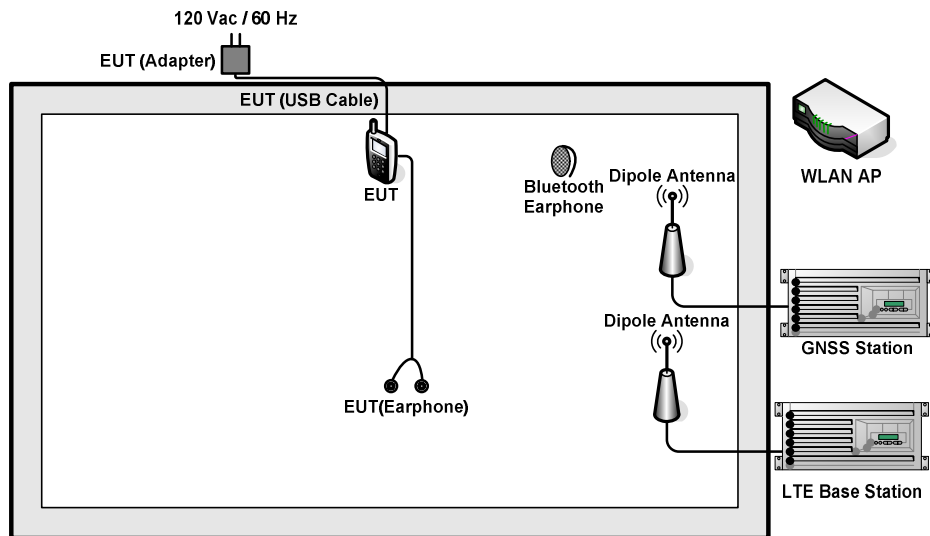 120 Vac / 60 Hz
EUT (Adapter)
EUT (USB Cable)
EUT
Bluetooth
Earphone
Dipole Antenna
WLAN AP
Dipole Antenna
GNSS Station
EUT(Earphone)
LTE Base Station